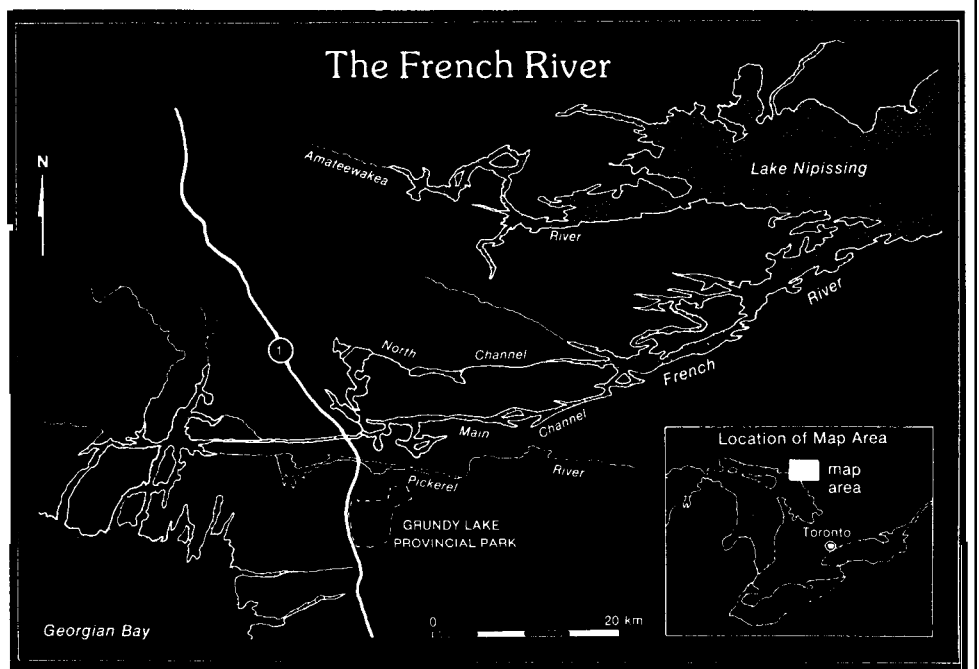 The French River
N
Amateewakea
River
Lake Nipissing
River
French
North Channel
1
Main Channel
Pickerel River
GRUNDY LAKE
PROVINCIAL PARK
Georgian Bay
0 20 km
Location of Map Area
map
area
Toronto